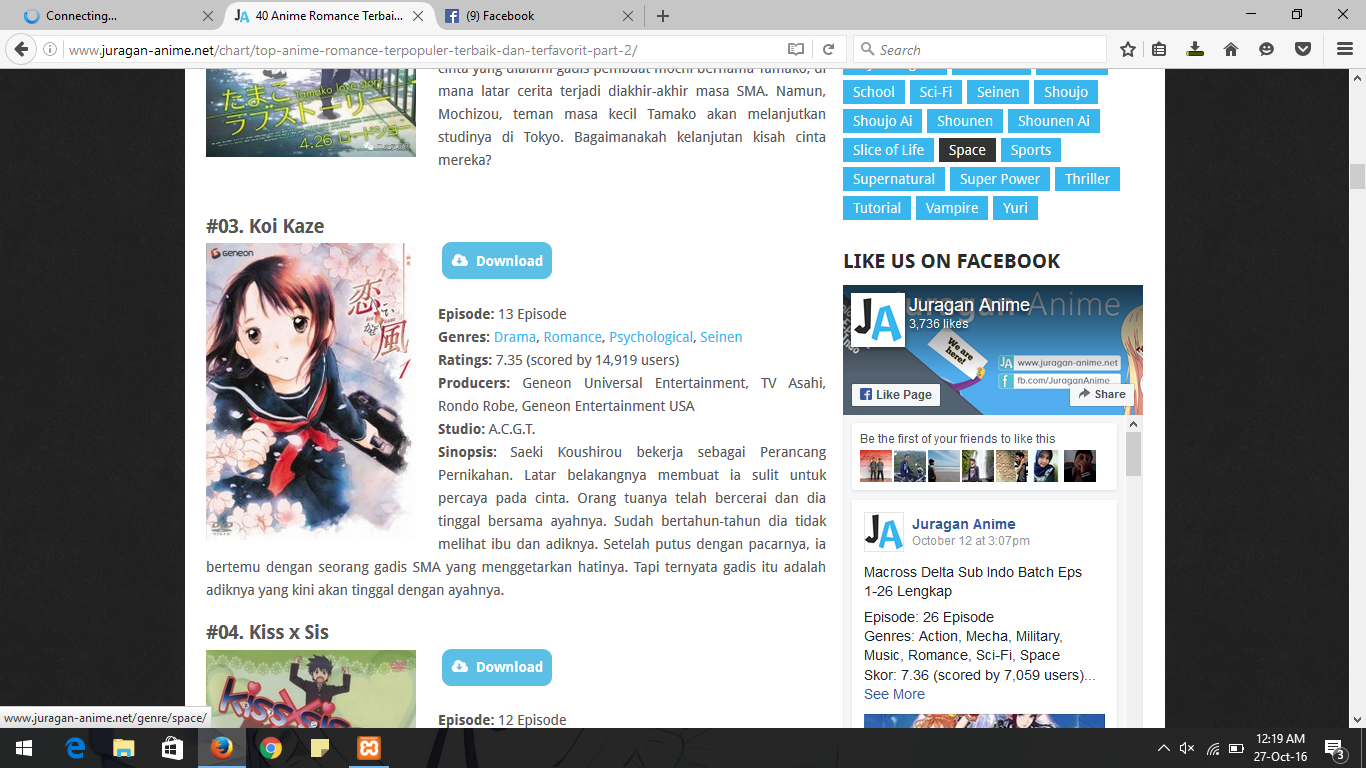 Connecting...
40 Anime Romance Terbai...
(9) Facebook
www.juragan-anime.net/chart/top-anime-romance-terpopuler-terbaik-dan-terfavorit-part-2/
Search
たまこ
Tamako love story
ラブストーリー
4.26 ロードショー
cinta yang dialami gadis pembuat mochi bernama Tamako, di
mana latar cerita terjadi diakhir-akhir masa SMA. Namun,
Mochizou, teman masa kecil Tamako akan melanjutkan
studinya di Tokyo. Bagaimanakah kelanjutan kisah cinta
mereka?
#03. Koi Kaze
GENEON
恋
風
1
DVD
Download
Episode: 13 Episode
Genres: Drama, Romance, Psychological, Seinen
Ratings: 7.35 (scored by 14,919 users)
Producers: Geneon Universal Entertainment, TV Asahi,
Rondo Robe, Geneon Entertainment USA
Studio: A.C.G.T.
Sinopsis: Saeki Koushirou bekerja sebagai Perancang
Pernikahan. Latar belakangnya membuat ia sulit untuk
percaya pada cinta. Orang tuanya telah bercerai dan dia
tinggal bersama ayahnya. Sudah bertahun-tahun dia tidak
melihat ibu dan adiknya. Setelah putus dengan pacarnya, ia
bertemu dengan seorang gadis SMA yang menggetarkan hatinya. Tapi ternyata gadis itu adalah
adiknya yang kini akan tinggal dengan ayahnya.
#04. Kiss x Sis
DVD
kiss×sis
Download
Episode: 12 Episode
School Sci-Fi Seinen Shoujo
Shoujo Ai Shounen Shounen Ai
Slice of Life Space Sports
Supernatural Super Power Thriller
Tutorial Vampire Yuri
LIKE US ON FACEBOOK
JA
Juragan Anime
3,736 likes
Juragan Anime
We are
here!
JA www.juragan-anime.net
f fb.com/JuraganAnime
Like Page
Share
Be the first of your friends to like this
JA
Juragan Anime
October 12 at 3:07pm
Macross Delta Sub Indo Batch Eps
1-26 Lengkap
Episode: 26 Episode
Genres: Action, Mecha, Military,
Music, Romance, Sci-Fi, Space
Skor: 7.36 (scored by 7,059 users)...
See More
www.juragan-anime.net/genre/space/
12:19 AM
27-Oct-16
3